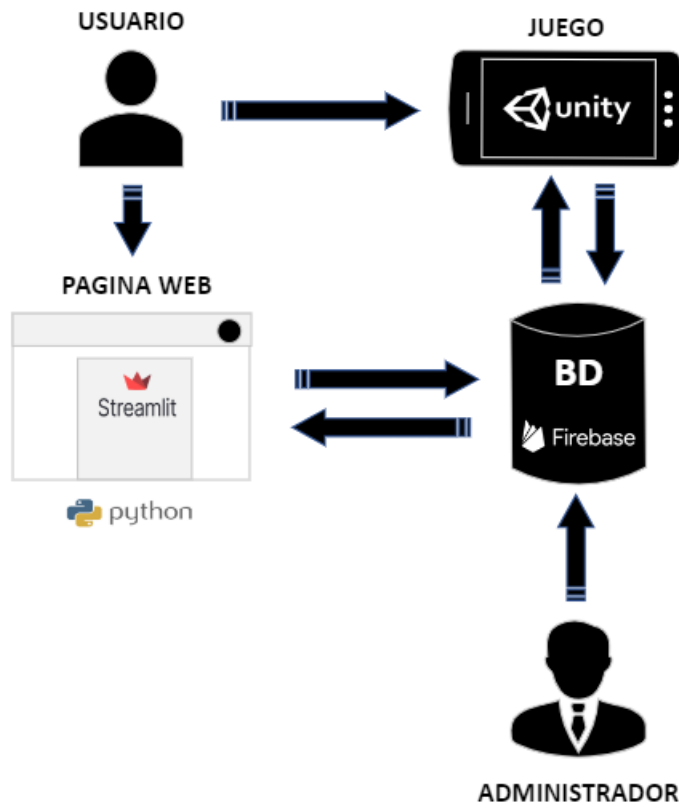 USUARIO
JUEGO
unity
PAGINA WEB
Streamlit
python
BD
Firebase
ADMINISTRADOR